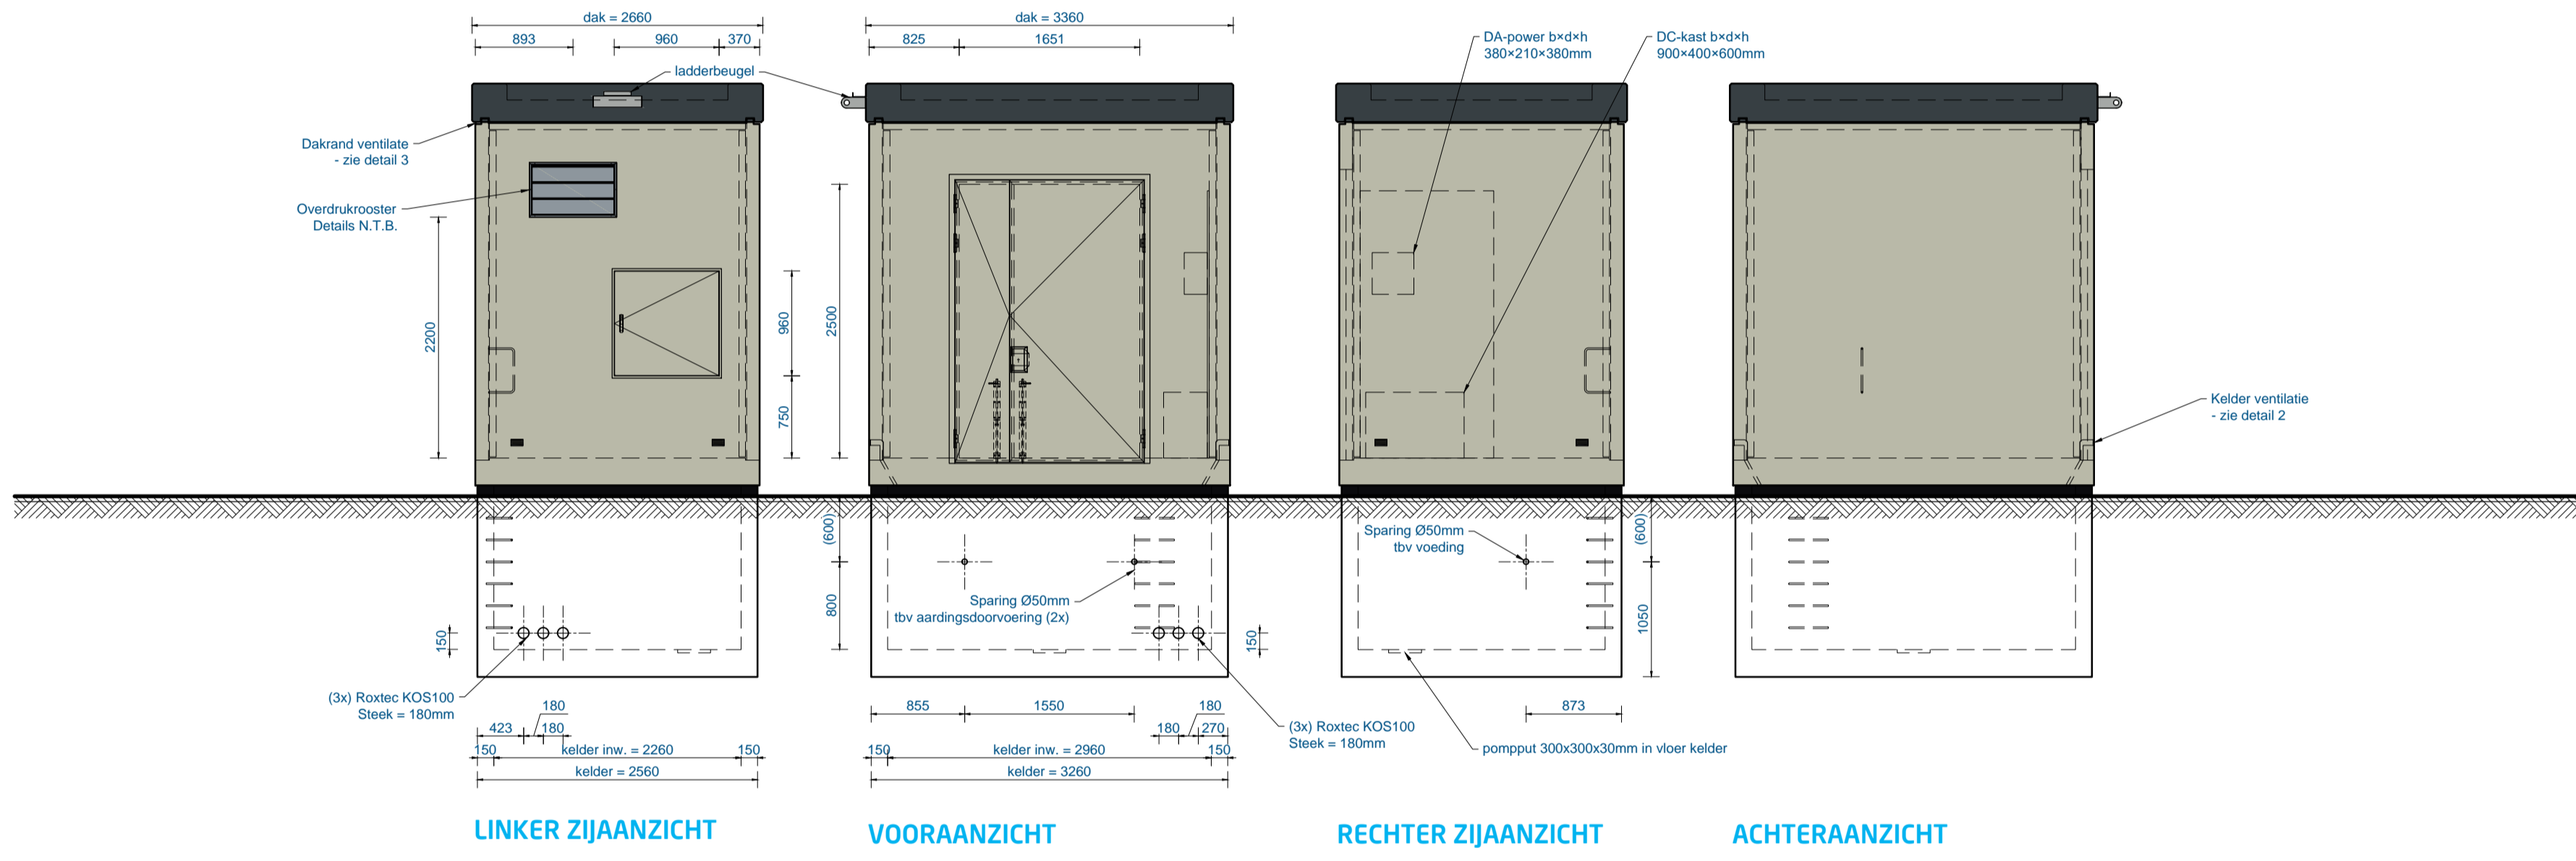 dak = 2660
893
960
370
ladderbeugel
Dakrand ventilate
- zie detail 3
Overdrukrooster
Details N.T.B.
2200
960
750
150
(3x) Roxtec KOS100
Steek = 180mm
180
423
180
150
kelder inw. = 2260
150
kelder = 2560
LINKER ZIJAANZICHT
dak = 3360
825
1651
2500
(600)
800
Sparing Ø50mm
tbv aardingsdoorvoering (2x)
150
855
1550
180
180
270
(3x) Roxtec KOS100
Steek = 180mm
150
kelder inw. = 2960
150
kelder = 3260
VOORAANZICHT
DA-power b×d×h
380×210×380mm
DC-kast b×d×h
900×400×600mm
Sparing Ø50mm
tbv voeding
(600)
1050
873
pompput 300x300x30mm in vloer kelder
RECHTER ZIJAANZICHT
Kelder ventilatie
- zie detail 2
ACHTERAANZICHT